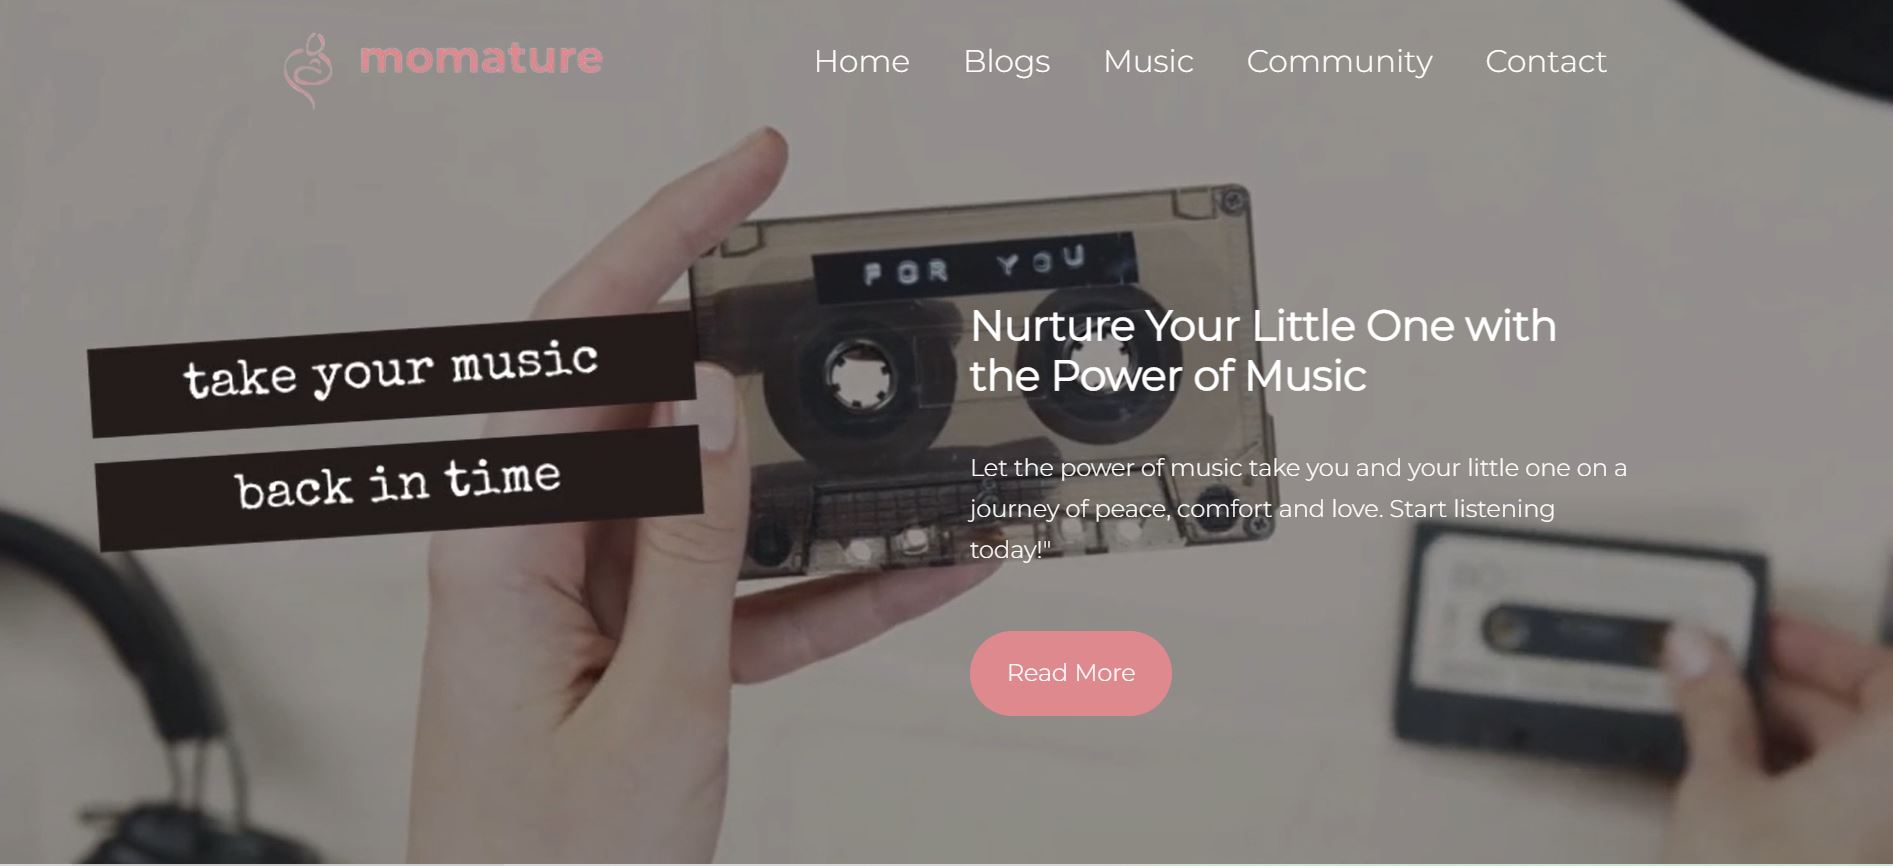 momature
Home Blogs Music Community Contact
FOR YOU
take your music
back in time
Nurture Your Little One with
the Power of Music
Let the power of music take you and your little one on a
journey of peace, comfort and love. Start listening
today!"
Read More